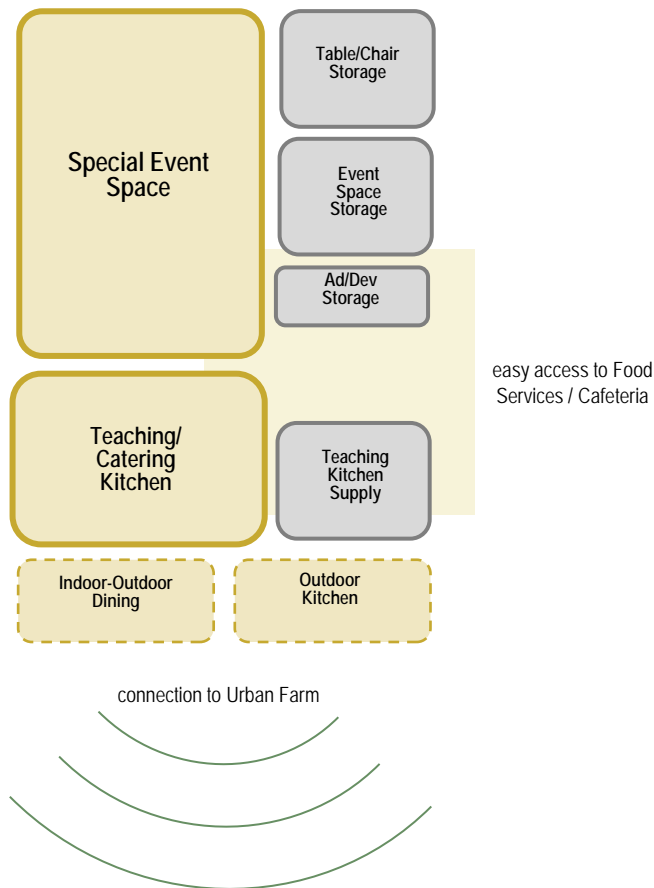 Table/Chair
Storage
Special Event
Space
Event
Space
Storage
Ad/Dev
Storage
easy access to Food
Services / Cafeteria
Teaching/
Catering
Kitchen
Teaching
Kitchen
Supply
Indoor-Outdoor
Dining
Outdoor
Kitchen
connection to Urban Farm